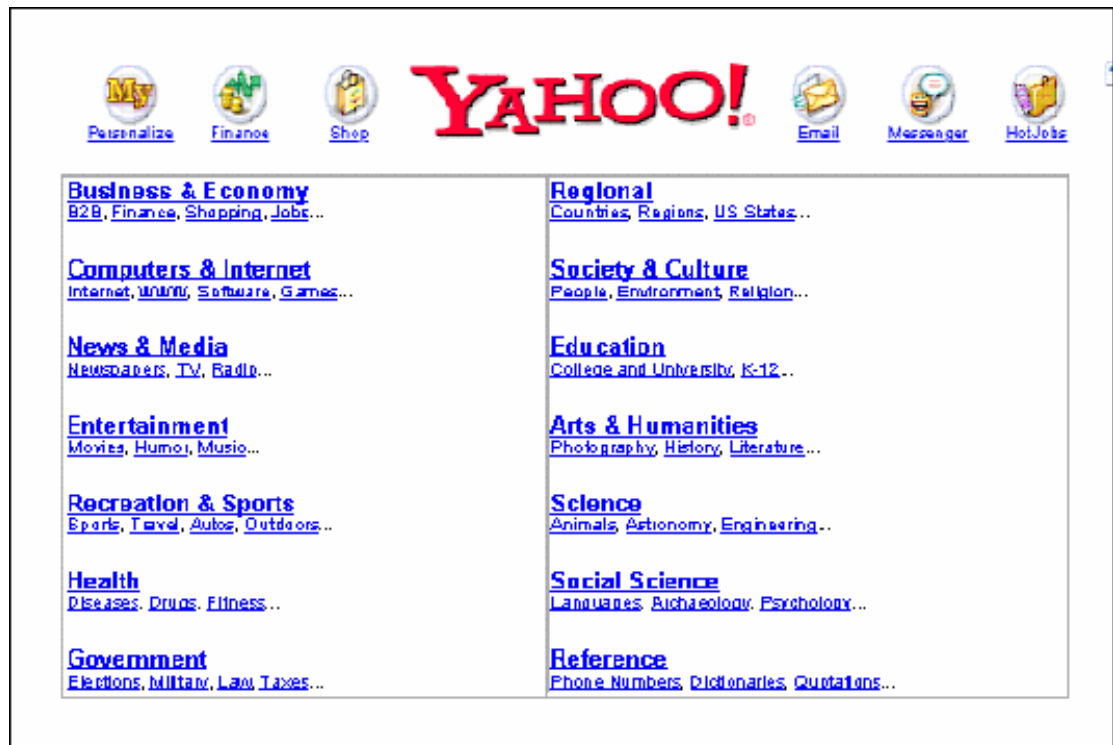 My
YAHOO!®
Personalize Finance Shop Email Messenger HotJobs
Business & Economy
B2B, Finance, Shopping, Jobs...
Regional
Countries, Regions, US States...
Computers & Internet
Internet, WWW, Software, Games...
Society & Culture
People, Environment, Religion...
News & Media
Newspapers, TV, Radio...
Education
College and University, K-12...
Entertainment
Movies, Humor, Music...
Arts & Humanities
Photography, History, Literature...
Recreation & Sports
Sports, Travel, Autos, Outdoors...
Science
Animals, Astronomy, Engineering...
Health
Diseases, Drugs, Fitness...
Social Science
Languages, Archaeology, Psychology...
Government
Elections, Military, Law, Taxes...
Reference
Phone Numbers, Dictionaries, Quotations...